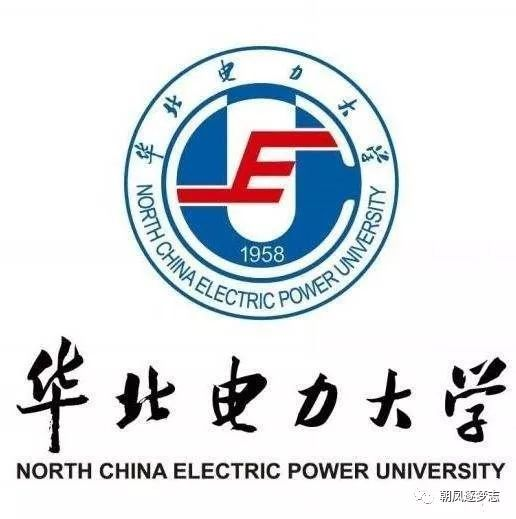 华北电力大学
NORTH CHINA ELECTRIC POWER UNIVERSITY
UEC
1958
华北电力大学
NORTH CHINA ELECTRIC POWER UNIVERSITY
朝凤逐梦志